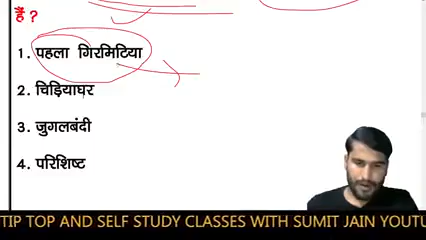 हैं ?
1. पहला गिरमिटिया
2. चिड़ियाघर
3. जुगलबंदी
4. परिशिष्ट
TIP TOP AND SELF STUDY CLASSES WITH SUMIT JAIN YOUTU